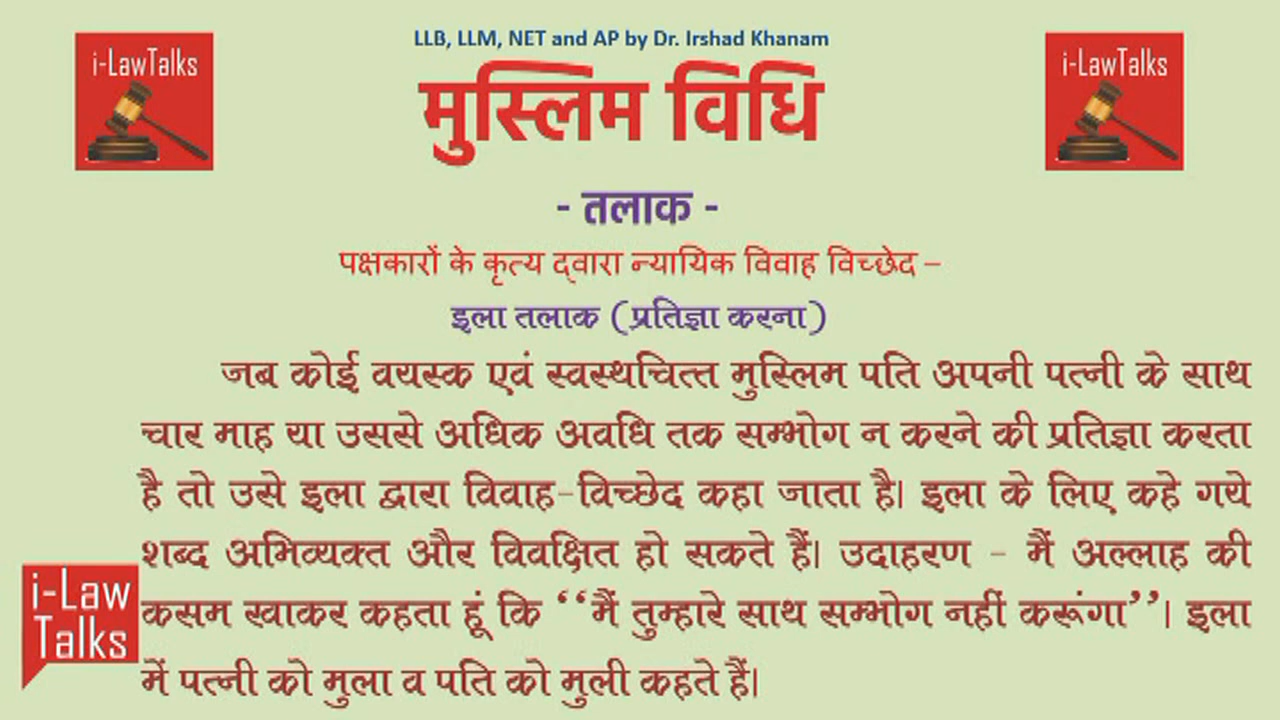 LLB, LLM, NET and AP by Dr. Irshad Khanam
i-LawTalks
i-LawTalks
मुस्लिम विधि
- तलाक -
पक्षकारों के कृत्य द्वारा न्यायिक विवाह विच्छेद –
इला तलाक (प्रतिज्ञा करना)
जब कोई वयस्क एवं स्वस्थचित्त मुस्लिम पति अपनी पत्नी के साथ
चार माह या उससे अधिक अवधि तक सम्भोग न करने की प्रतिज्ञा करता
है तो उसे इला द्वारा विवाह-विच्छेद कहा जाता है। इला के लिए कहे गये
शब्द अभिव्यक्त और विवक्षित हो सकते हैं। उदाहरण - मैं अल्लाह की
कसम खाकर कहता हूं कि ‘‘मैं तुम्हारे साथ सम्भोग नहीं करूंगा’’। इला
में पत्नी को मुला व पति को मुली कहते हैं।
i-Law
Talks